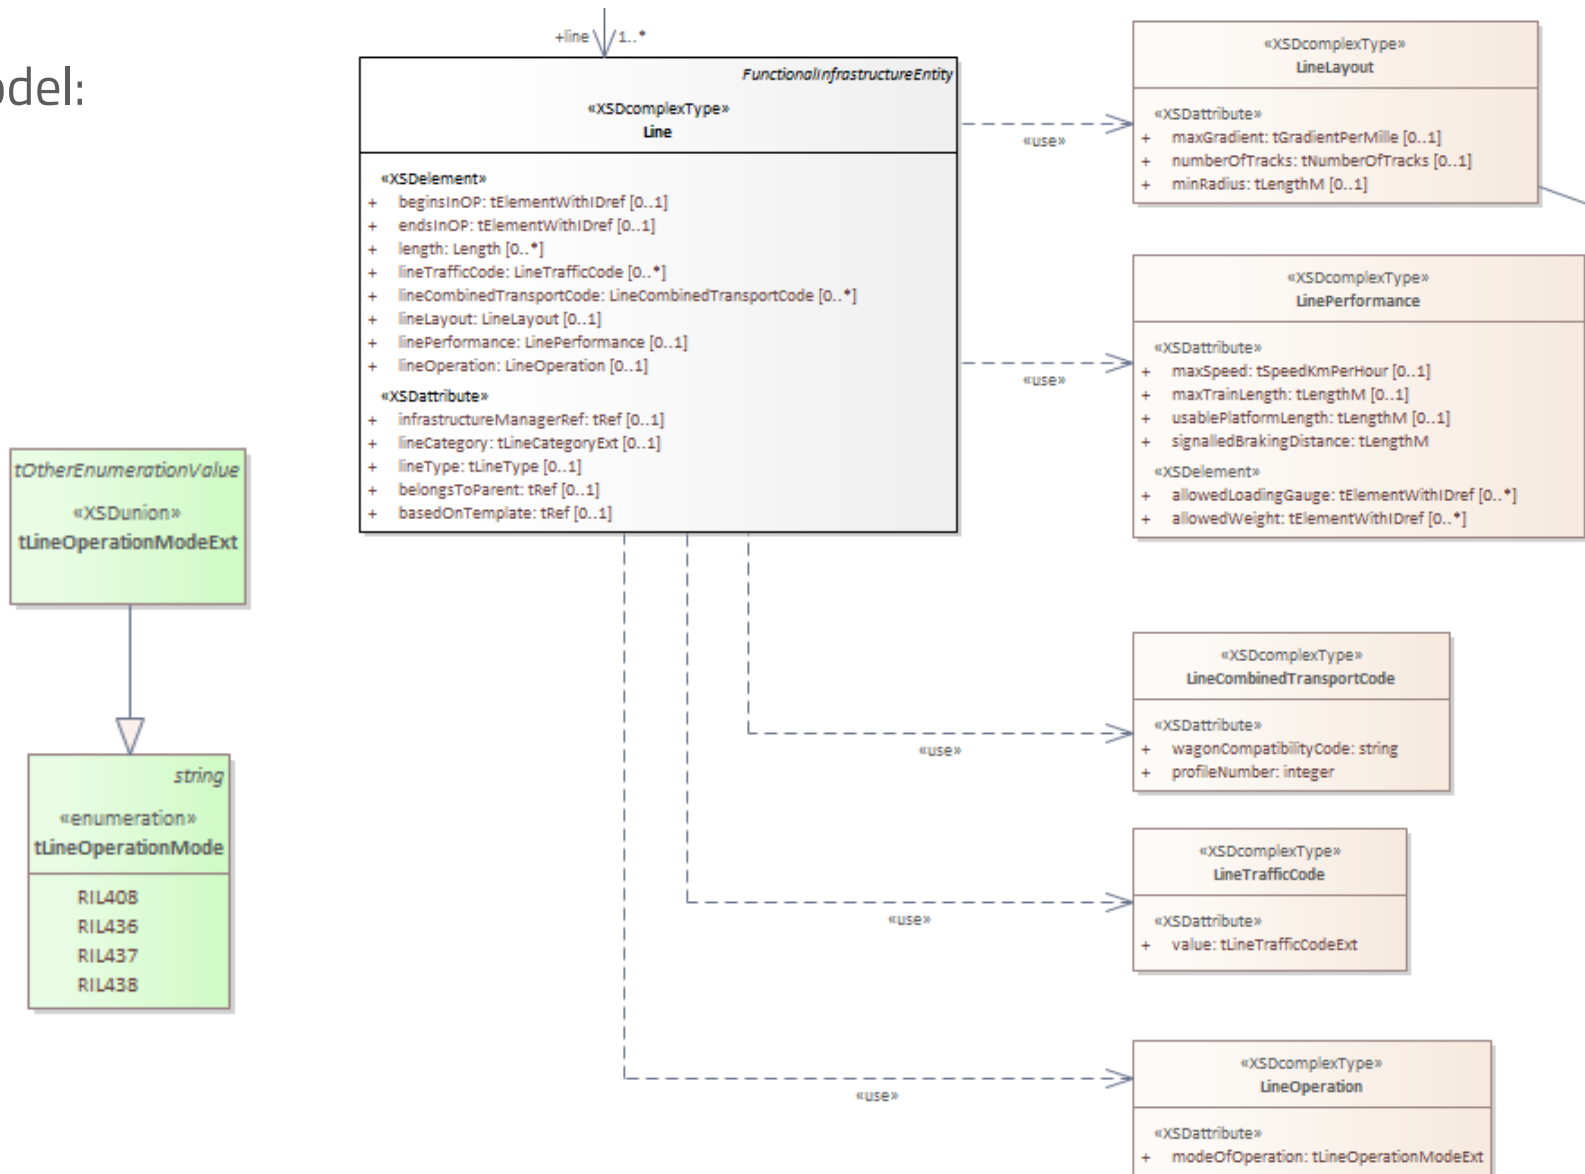 odel:
+line 1..*
FunctionalInfrastructureEntity
«XSDcomplexType»
Line
«XSDelement»
+ beginsInOP: tElementWithIDref [0..1]
+ endsInOP: tElementWithIDref [0..1]
+ length: Length [0..*]
+ lineTrafficCode: LineTrafficCode [0..*]
+ lineCombinedTransportCode: LineCombinedTransportCode [0..*]
+ lineLayout: LineLayout [0..1]
+ linePerformance: LinePerformance [0..1]
+ lineOperation: LineOperation [0..1]
«XSDattribute»
+ infrastructureManagerRef: tRef [0..1]
+ lineCategory: tLineCategoryExt [0..1]
+ lineType: tLineType [0..1]
+ belongsToParent: tRef [0..1]
+ basedOnTemplate: tRef [0..1]
«use»
«XSDcomplexType»
LineLayout
«XSDattribute»
+ maxGradient: tGradientPerMille [0..1]
+ numberOfTracks: tNumberOfTracks [0..1]
+ minRadius: tLengthM [0..1]
«use»
«XSDcomplexType»
LinePerformance
«XSDattribute»
+ maxSpeed: tSpeedKmPerHour [0..1]
+ maxTrainLength: tLengthM [0..1]
+ usablePlatformLength: tLengthM [0..1]
+ signalledBrakingDistance: tLengthM
«XSDelement»
+ allowedLoadingGauge: tElementWithIDref [0..*]
+ allowedWeight: tElementWithIDref [0..*]
tOtherEnumerationValue
«XSDunion»
tLineOperationModeExt
string
«enumeration»
tLineOperationMode
RIL408
RIL436
RIL437
RIL438
«use»
«XSDcomplexType»
LineCombinedTransportCode
«XSDattribute»
+ wagonCompatibilityCode: string
+ profileNumber: integer
«use»
«XSDcomplexType»
LineTrafficCode
«XSDattribute»
+ value: tLineTrafficCodeExt
«use»
«XSDcomplexType»
LineOperation
«XSDattribute»
+ modeOfOperation: tLineOperationModeExt